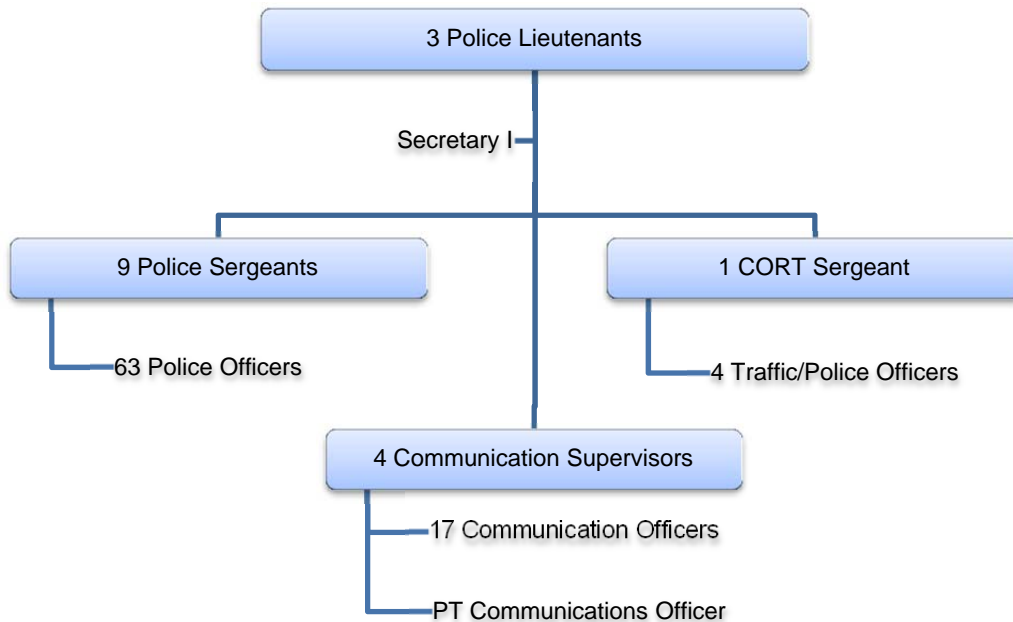 3 Police Lieutenants
Secretary I
9 Police Sergeants
1 CORT Sergeant
63 Police Officers
4 Traffic/Police Officers
4 Communication Supervisors
17 Communication Officers
PT Communications Officer